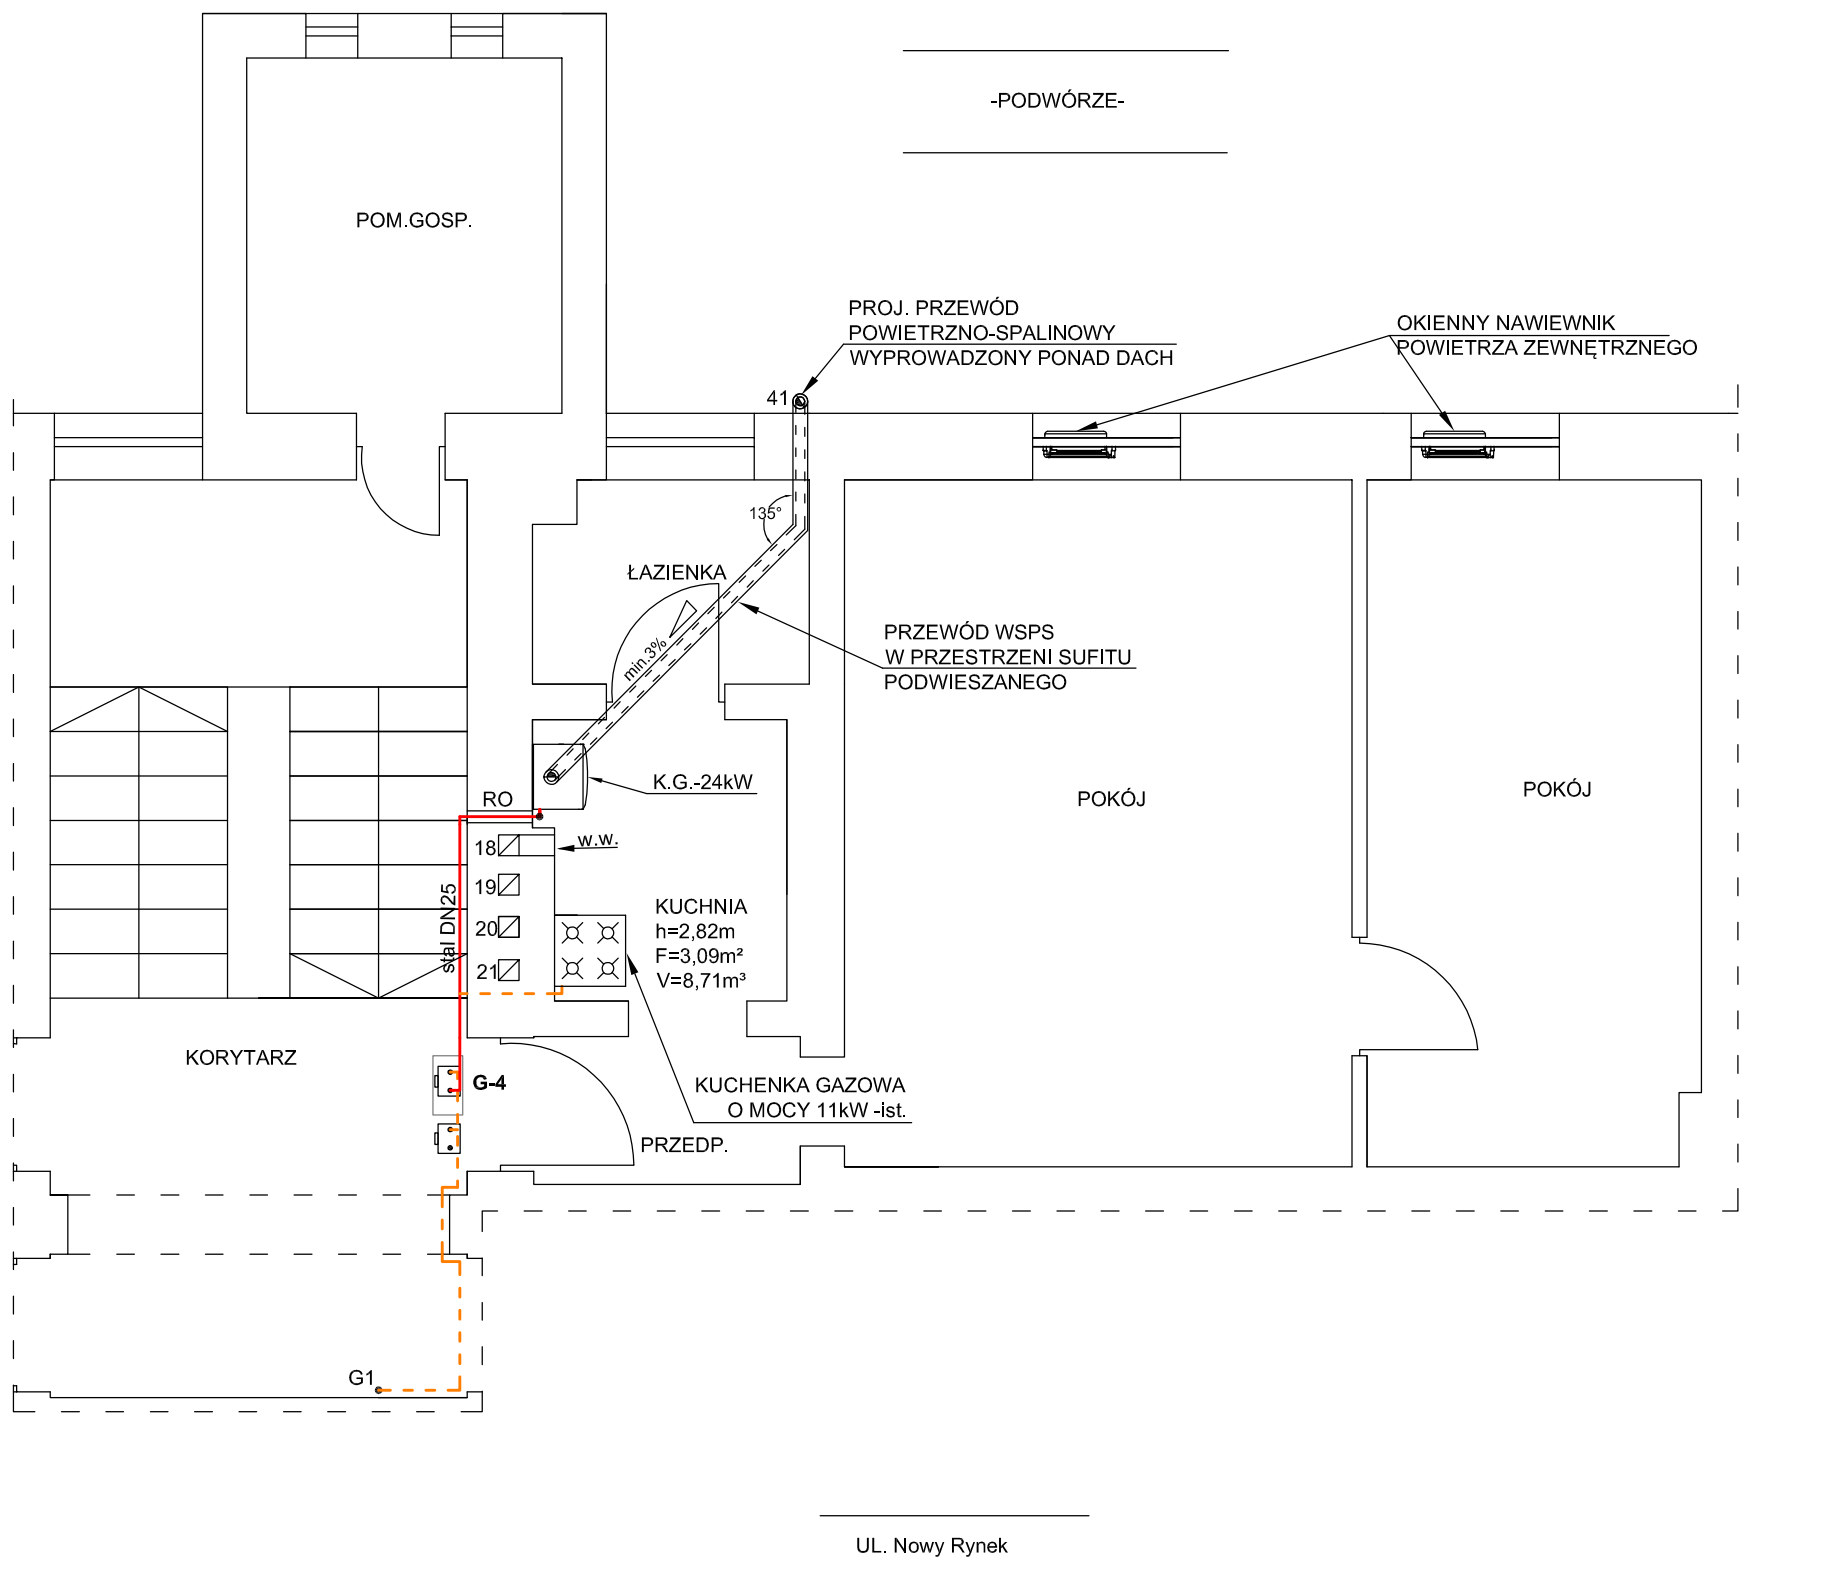 -PODWÓRZE-
POM.GOSP.
PROJ. PRZEWÓD
POWIETRZNO-SPALINOWY
WYPROWADZONY PONAD DACH
OKIENNY NAWIEWNIK
POWIETRZA ZEWNĘTRZNEGO
41
135°
ŁAZIENKA
min.3%
PRZEWÓD WSPS
W PRZESTRZENI SUFITU
PODWIESZANEGO
K.G.-24kW
POKÓJ
POKÓJ
RO
18
w.w.
19
stal DN25
20
21
KUCHNIA
h=2,82m
F=3,09m²
V=8,71m³
KORYTARZ
G-4
KUCHENKA GAZOWA
O MOCY 11kW -ist.
PRZEDP.
G1
UL. Nowy Rynek